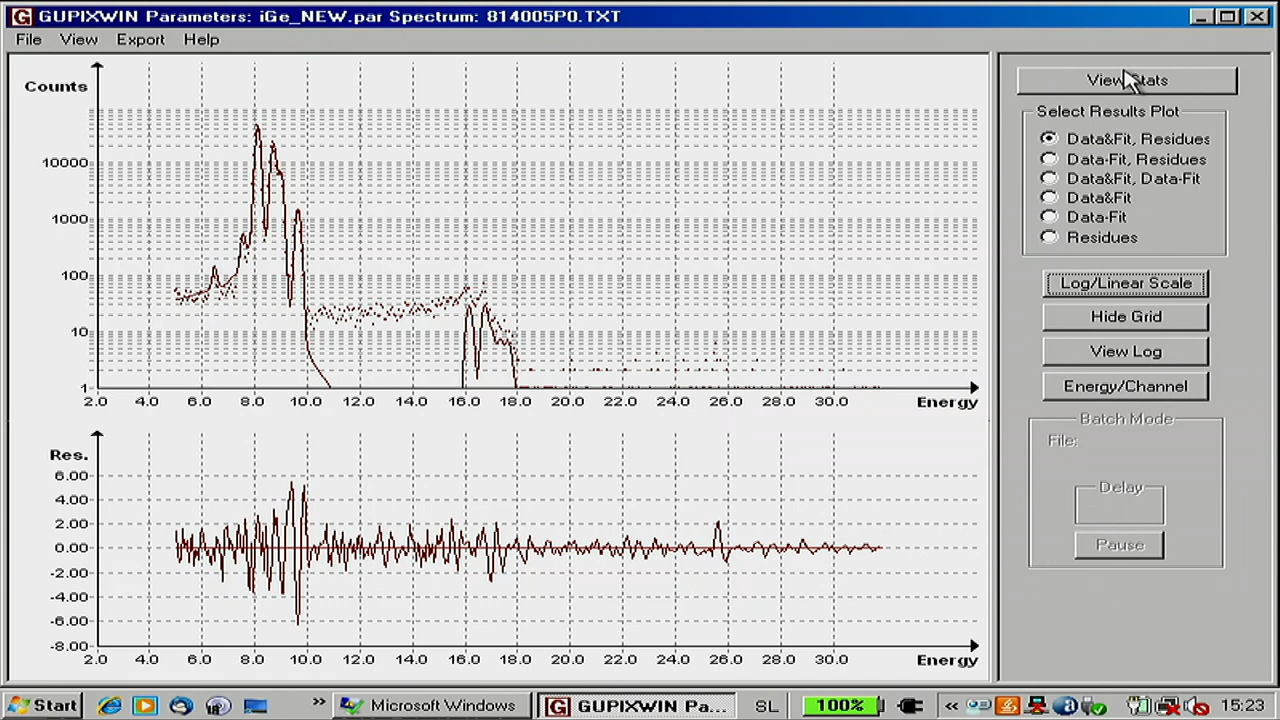 GUPIXWIN Parameters: iGe_NEW.par Spectrum: 814005P0.TXT
File View Export Help
Counts
10000
1000
100
10
1
2.0 4.0 6.0 8.0 10.0 12.0 14.0 16.0 18.0 20.0 22.0 24.0 26.0 28.0 30.0 Energy
Res.
6.00
4.00
2.00
0.00
-2.00
-4.00
-6.00
-8.00
2.0 4.0 6.0 8.0 10.0 12.0 14.0 16.0 18.0 20.0 22.0 24.0 26.0 28.0 30.0 Energy
View Stats
Select Results Plot
Data&Fit, Residues
Data-Fit, Residues
Data&Fit, Data-Fit
Data&Fit
Data-Fit
Residues
Log/Linear Scale
Hide Grid
View Log
Energy/Channel
Batch Mode
File:
Delay
Pause
Start » Microsoft Windows GUPIXWIN Pa... SL 100% « 15:23